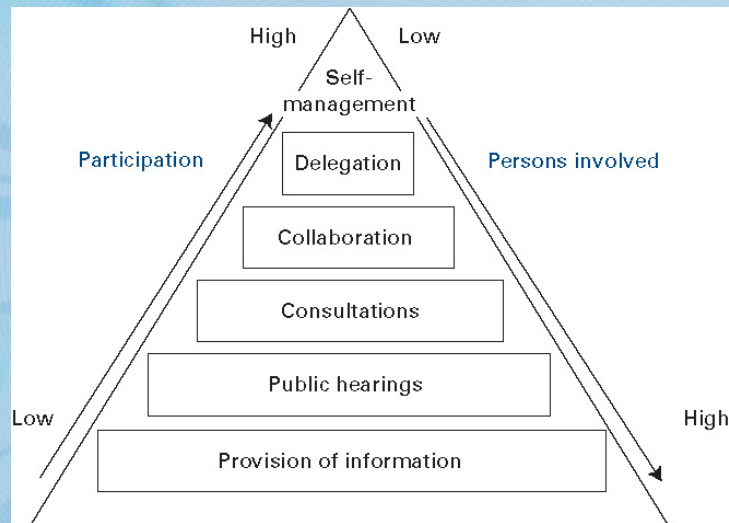 High Low
Self-
management
Participation Persons involved
Delegation
Collaboration
Consultations
Public hearings
Low High
Provision of information